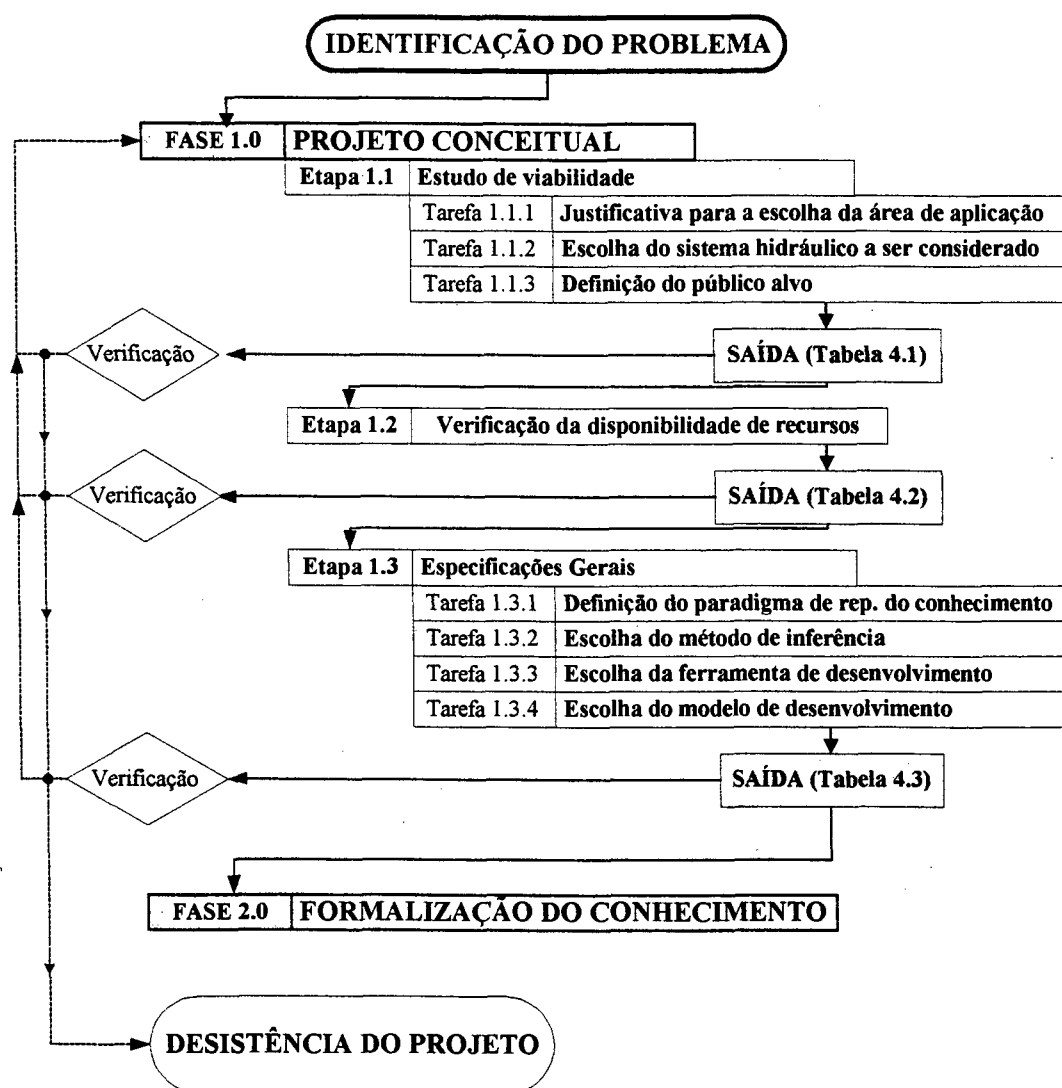 IDENTIFICAÇÃO DO PROBLEMA
FASE 1.0 PROJETO CONCEITUAL
Etapa 1.1 Estudo de viabilidade
Tarefa 1.1.1 Justificativa para a escolha da área de aplicação
Tarefa 1.1.2 Escolha do sistema hidráulico a ser considerado
Tarefa 1.1.3 Definição do público alvo
Verificação SAÍDA (Tabela 4.1)
Etapa 1.2 Verificação da disponibilidade de recursos
Verificação SAÍDA (Tabela 4.2)
Etapa 1.3 Especificações Gerais
Tarefa 1.3.1 Definição do paradigma de rep. do conhecimento
Tarefa 1.3.2 Escolha do método de inferência
Tarefa 1.3.3 Escolha da ferramenta de desenvolvimento
Tarefa 1.3.4 Escolha do modelo de desenvolvimento
Verificação SAÍDA (Tabela 4.3)
FASE 2.0 FORMALIZAÇÃO DO CONHECIMENTO
DESISTÊNCIA DO PROJETO